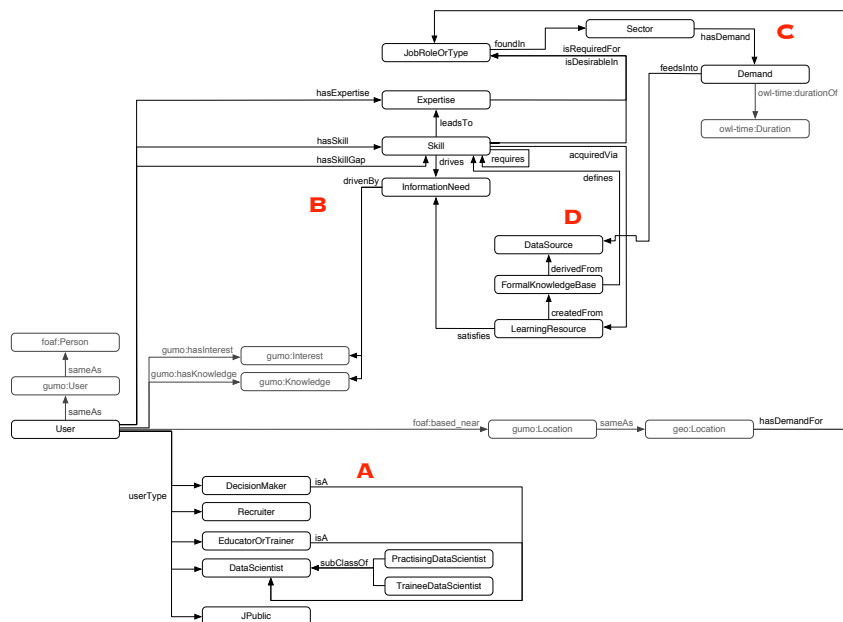 Sector
C
foundIn
hasDemand
JobRoleOrType
isRequiredFor
isDesirableIn
feedsInto
Demand
owl-time:durationOf
hasExpertise
Expertise
leadsTo
owl-time:Duration
hasSkill
Skill
hasSkillGap
drives
requires
acquiredVia
defines
drivenBy
InformationNeed
B
D
DataSource
derivedFrom
FormalKnowledgeBase
createdFrom
satisfies
LearningResource
foaf:Person
sameAs
gumo:User
sameAs
User
gumo:hasInterest
gumo:Interest
gumo:hasKnowledge
gumo:Knowledge
foaf:based_near
gumo:Location
sameAs
geo:Location
hasDemandFor
A
userType
DecisionMaker
isA
Recruiter
EducatorOrTrainer
isA
DataScientist
subClassOf
PractisingDataScientist
TraineeDataScientist
JPublic